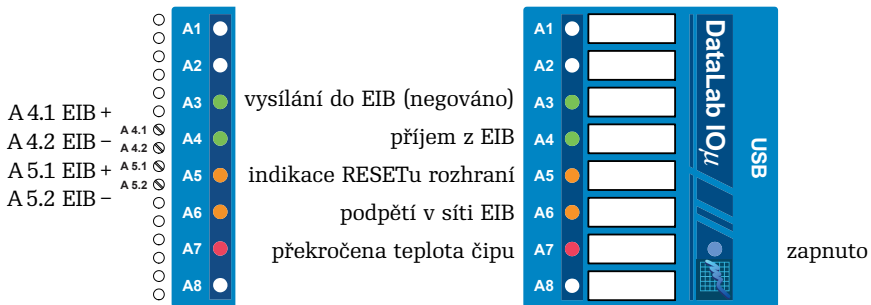 A1
A2
A3
A4
A5
A6
A7
A8
A 4.1 EIB +
A 4.2 EIB −
A 5.1 EIB +
A 5.2 EIB −
A 4.1
A 4.2
A 5.1
A 5.2
vysílání do EIB (negováno)
příjem z EIB
indikace RESETu rozhraní
podpětí v síti EIB
překročena teplota čipu
A1
A2
A3
A4
A5
A6
A7
A8
DataLab IOμ
USB
zapnuto